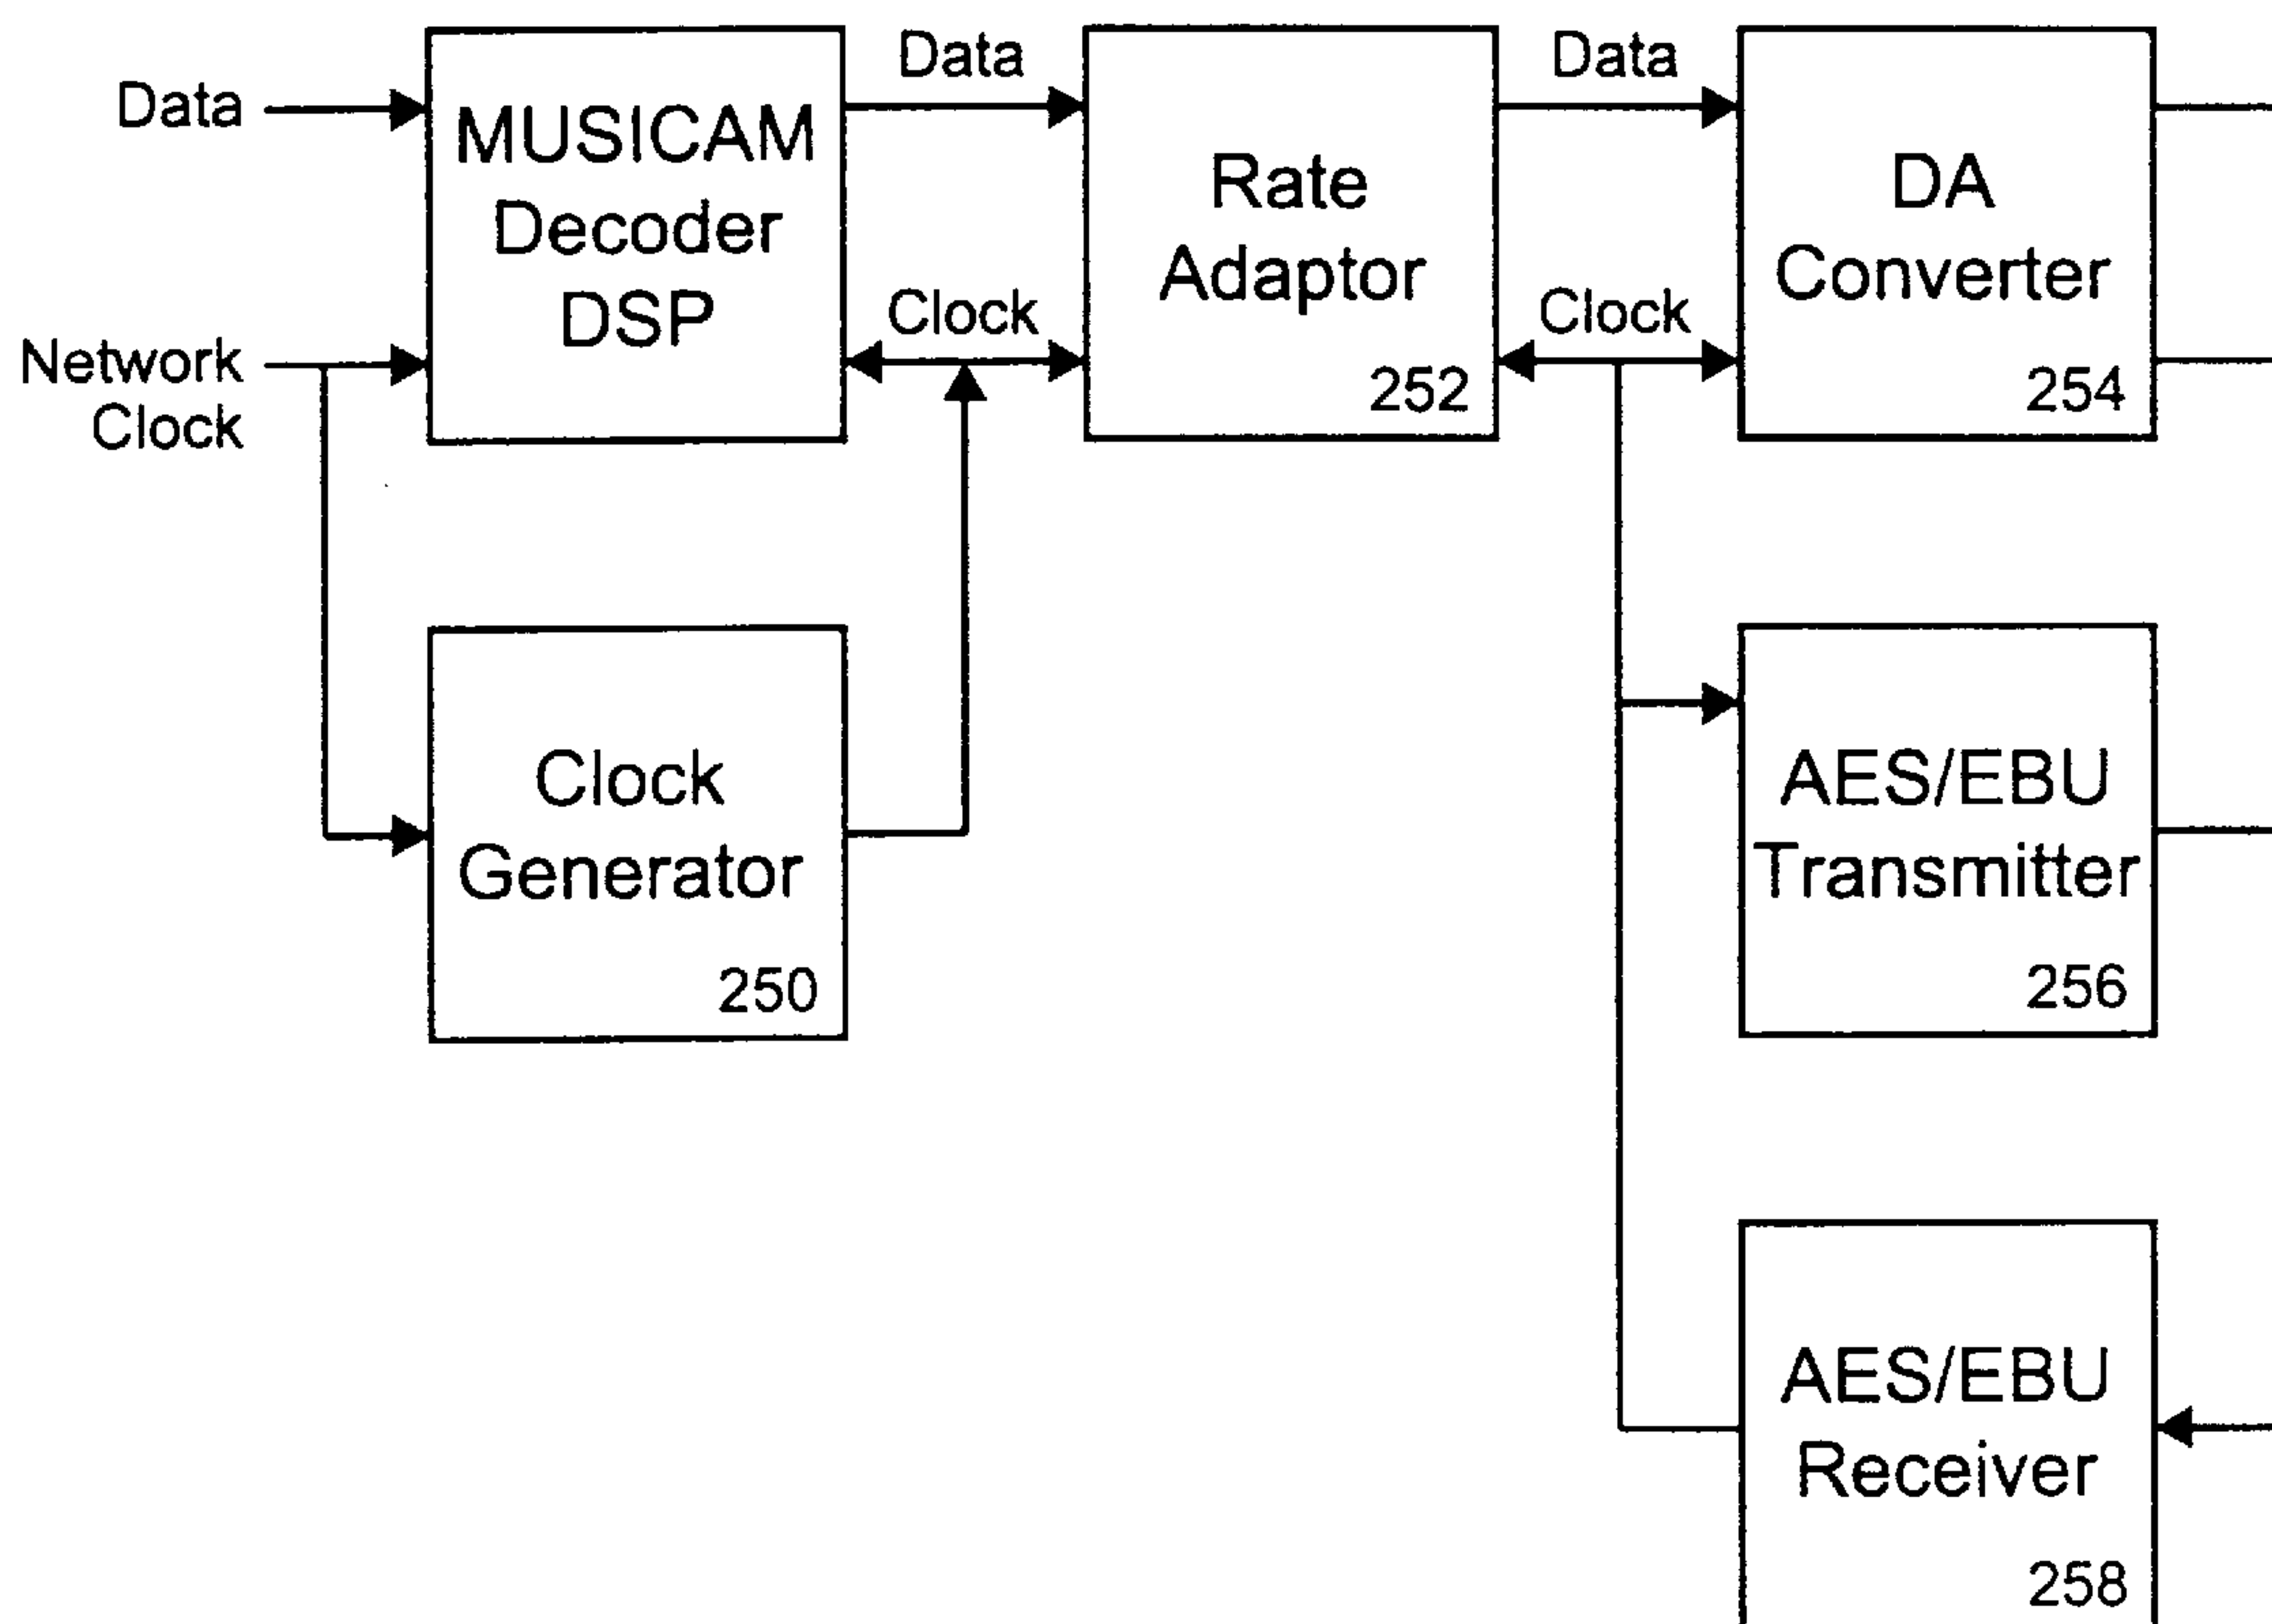 Data
MUSICAM
Decoder
DSP
Network
Clock
Data
Clock
Rate
Adaptor
252
Data
Clock
DA
Converter
254
Clock
Generator
250
AES/EBU
Transmitter
256
AES/EBU
Receiver
258